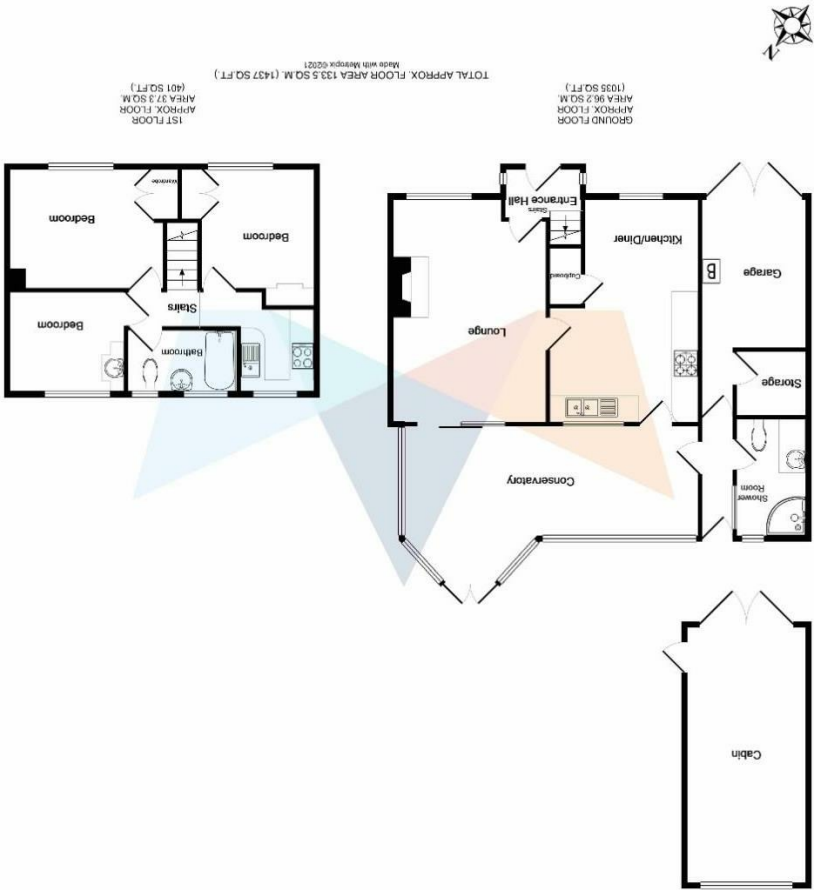 Cabin
Shower
Room
Conservatory
Storage
Garage
B
Lounge
Kitchen/Diner
Cupboard
Stairs
Entrance Hall
Bathroom
Bedroom
Stairs
Bedroom
Bedroom
Wardrobe
GROUND FLOOR
APPROX. FLOOR
AREA 96.2 SQ.M.
(1035 SQ.FT.)
1ST FLOOR
APPROX. FLOOR
AREA 37.3 SQ.M.
(401 SQ.FT.)
TOTAL APPROX. FLOOR AREA 133.5 SQ.M. (1437 SQ.FT.)
Made with Metropix ©2021
N